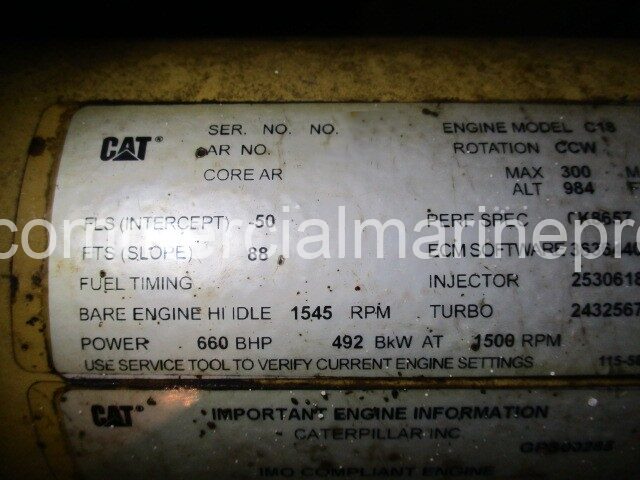 CAT® SER. NO. NO. ENGINE MODEL C18
AR NO. ROTATION CCW
CORE AR MAX 300 M
ALT 984 F
commercialmarinepre
FLS (INTERCEPT) -50 PERF SPEC
FTS (SLOPE) 88 ECM SOFTWARE
FUEL TIMING INJECTOR 2530618
BARE ENGINE HI IDLE 1545 RPM TURBO 2432567
POWER 660 BHP 492 BkW AT 1500 RPM
USE SERVICE TOOL TO VERIFY CURRENT ENGINE SETTINGS
CAT® IMPORTANT ENGINE INFORMATION
CATERPILLAR INC
IMO COMPLIANT ENGINE